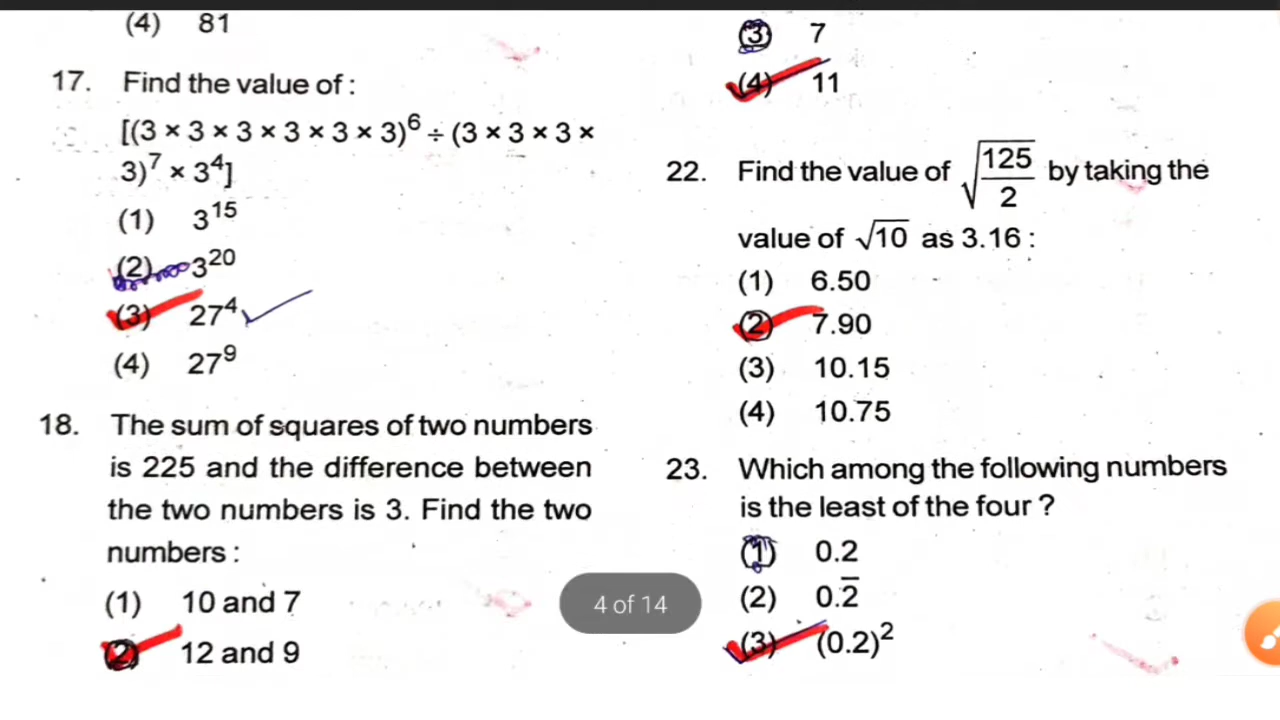 (4) 81
17. Find the value of :
[(3 × 3 × 3 × 3 × 3 × 3)⁶ ÷ (3 × 3 × 3 ×
3)⁷ × 3⁴]
(1) 3¹⁵
(2) 3²⁰
(3) 27⁴
(4) 27⁹
18. The sum of squares of two numbers
is 225 and the difference between
the two numbers is 3. Find the two
numbers :
(1) 10 and 7
(2) 12 and 9
(3) 7
(4) 11
22. Find the value of √(125/2) by taking the
value of √10 as 3.16 :
(1) 6.50
(2) 7.90
(3) 10.15
(4) 10.75
23. Which among the following numbers
is the least of the four ?
(1) 0.2
(2) 0.2̅
(3) (0.2)²
4 of 14